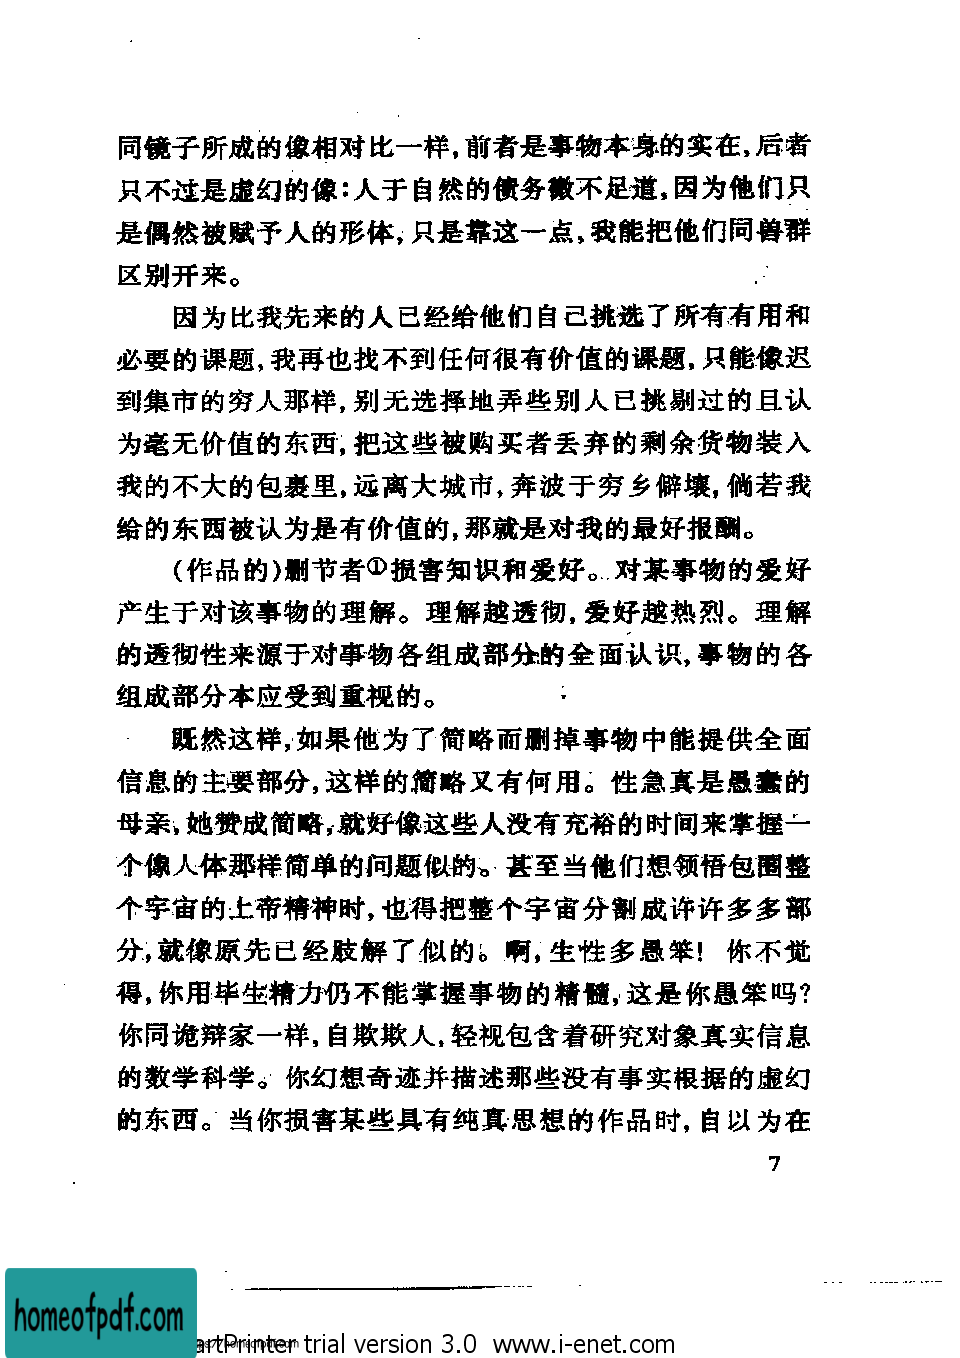 同镜子所成的像相对比一样,前者是事物本身的实在,后者
只不过是虚幻的像:人于自然的债务微不足道,因为他们只
是偶然被赋予人的形体,只是靠这一点,我能把他们同兽群
区别开来。
因为比我先来的人已经给他们自己挑选了所有有用和
必要的课题,我再也找不到任何很有价值的课题,只能像迟
到集市的穷人那样,别无选择地弄些别人已挑剔过的且认
为毫无价值的东西,把这些被购买者丢弃的剩余货物装入
我的不大的包裹里,远离大城市,奔波于穷乡僻壤,倘若我
给的东西被认为是有价值的,那就是对我的最好报酬。
(作品的)删节者①损害知识和爱好。对某事物的爱好
产生于对该事物的理解。理解越透彻,爱好越热烈。理解
的透彻性来源于对事物各组成部分的全面认识,事物的各
组成部分本应受到重视的。
既然这样,如果他为了简略而删掉事物中能提供全面
信息的主要部分,这样的简略又有何用。性急真是愚蠢的
母亲,她赞成简略,就好像这些人没有充裕的时间来掌握一
个像人体那样简单的问题似的。甚至当他们想领悟包围整
个宇宙的上帝精神时,也得把整个宇宙分割成许许多多部
分,就像原先已经肢解了似的。啊,生性多愚笨!你不觉
得,你用毕生精力仍不能掌握事物的精髓,这是你愚笨吗?
你同诡辩家一样,自欺欺人,轻视包含着研究对象真实信息
的数学科学。你幻想奇迹并描述那些没有事实根据的虚幻
的东西。当你损害某些具有纯真思想的作品时,自以为在
7
homeofpdf.com
artPrinter trial version 3.0 www.i-enet.com